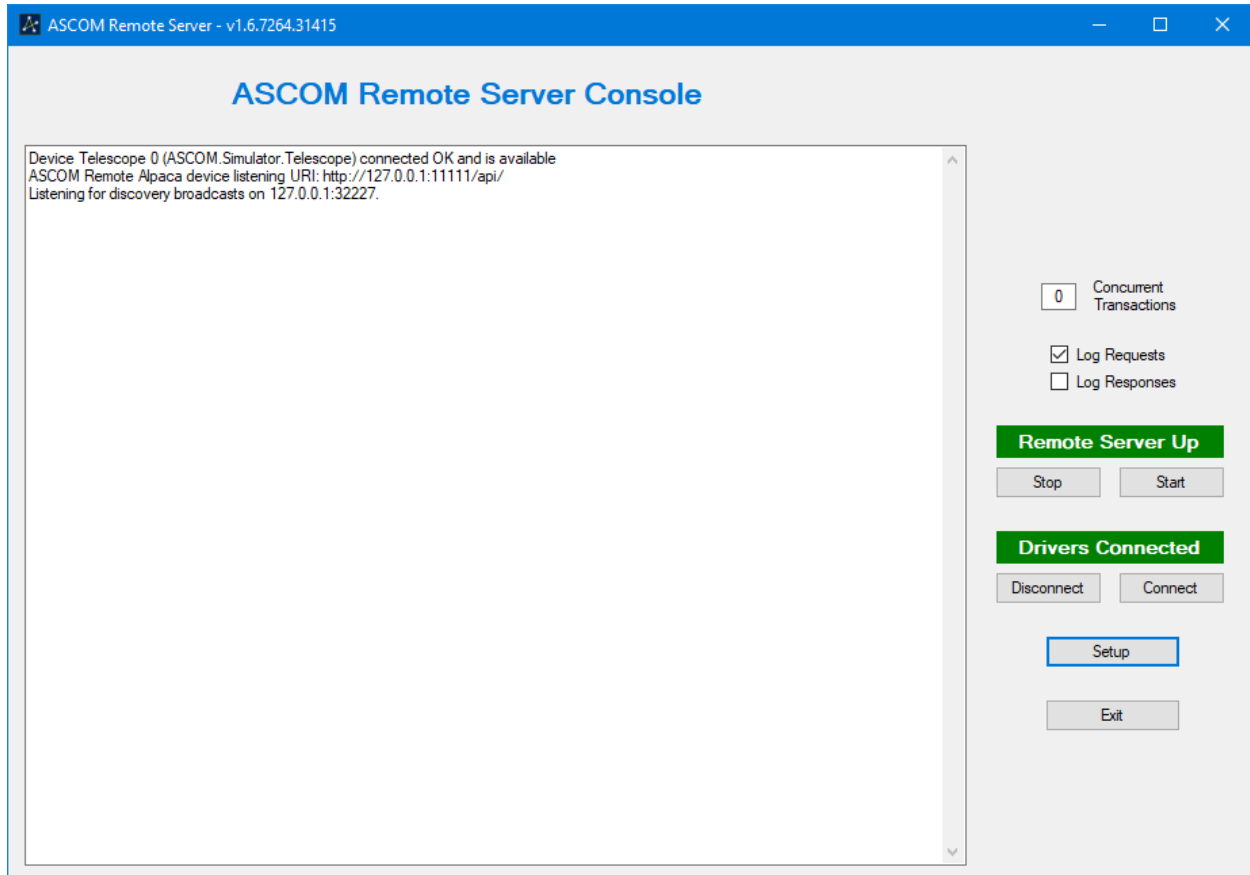 ASCOM Remote Server - v1.6.7264.31415
ASCOM Remote Server Console
Device Telescope 0 (ASCOM.Simulator.Telescope) connected OK and is available
ASCOM Remote Alpaca device listening URI: http://127.0.0.1:11111/api/
Listening for discovery broadcasts on 127.0.0.1:32227.
0 Concurrent
Transactions
Log Requests
Log Responses
Remote Server Up
Stop Start
Drivers Connected
Disconnect Connect
Setup
Exit